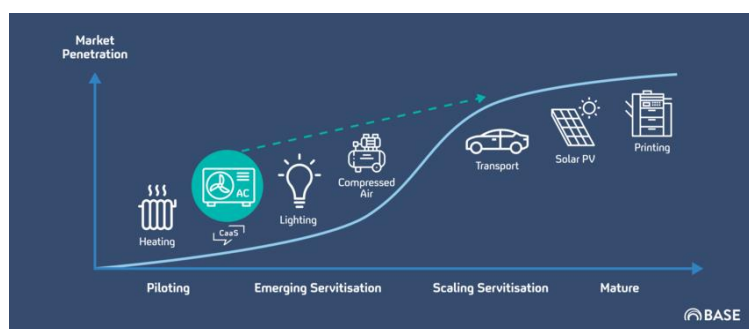 Market
Penetration
AC
CaaS
Heating
Lighting
Compressed
Air
Transport
Solar PV
Printing
Piloting
Emerging Servitisation
Scaling Servitisation
Mature
BASE